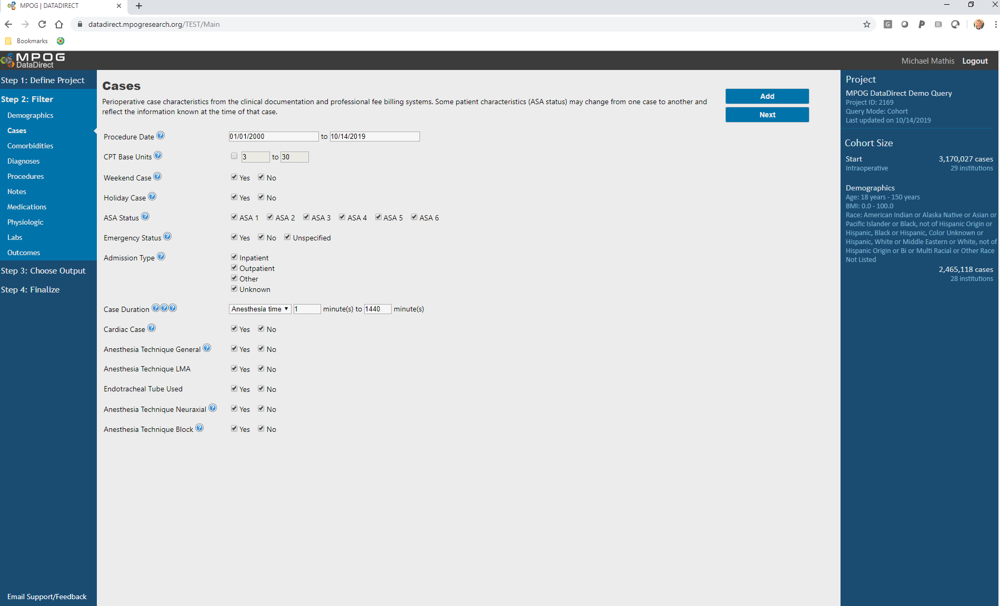 MPOG | DATADIRECT
datadirect.mpogresearch.org/TEST/Main
Bookmarks
MPOG
DataDirect
Michael Mathis Logout
Step 1: Define Project
Step 2: Filter
Demographics
Cases
Comorbidities
Diagnoses
Procedures
Notes
Medications
Physiologic
Labs
Outcomes
Step 3: Choose Output
Step 4: Finalize
Email Support/Feedback
Cases
Perioperative case characteristics from the clinical documentation and professional fee billing systems. Some patient characteristics (ASA status) may change from one case to another and
reflect the information known at the time of that case.
Add
Next
Procedure Date ? 01/01/2000 to 10/14/2019
CPT Base Units ? 3 to 30
Weekend Case ? Yes No
Holiday Case ? Yes No
ASA Status ? ASA 1 ASA 2 ASA 3 ASA 4 ASA 5 ASA 6
Emergency Status ? Yes No Unspecified
Admission Type ? Inpatient
Outpatient
Other
Unknown
Case Duration ? ? ? Anesthesia time 1 minute(s) to 1440 minute(s)
Cardiac Case ? Yes No
Anesthesia Technique General ? Yes No
Anesthesia Technique LMA Yes No
Endotracheal Tube Used Yes No
Anesthesia Technique Neuraxial ? Yes No
Anesthesia Technique Block ? Yes No
Project
MPOG DataDirect Demo Query
Project ID: 2169
Query Mode: Cohort
Last updated on 10/14/2019
Cohort Size
Start 3,170,027 cases
Intraoperative 29 institutions
Demographics
Age: 18 years - 150 years
BMI: 0.0 - 100.0
Race: American Indian or Alaska Native or Asian or
Pacific Islander or Black, not of Hispanic Origin or
Hispanic, Black or Hispanic, Color Unknown or
Hispanic, White or Middle Eastern or White, not of
Hispanic Origin or Bi or Multi Racial or Other Race
Not Listed
2,465,118 cases
28 institutions